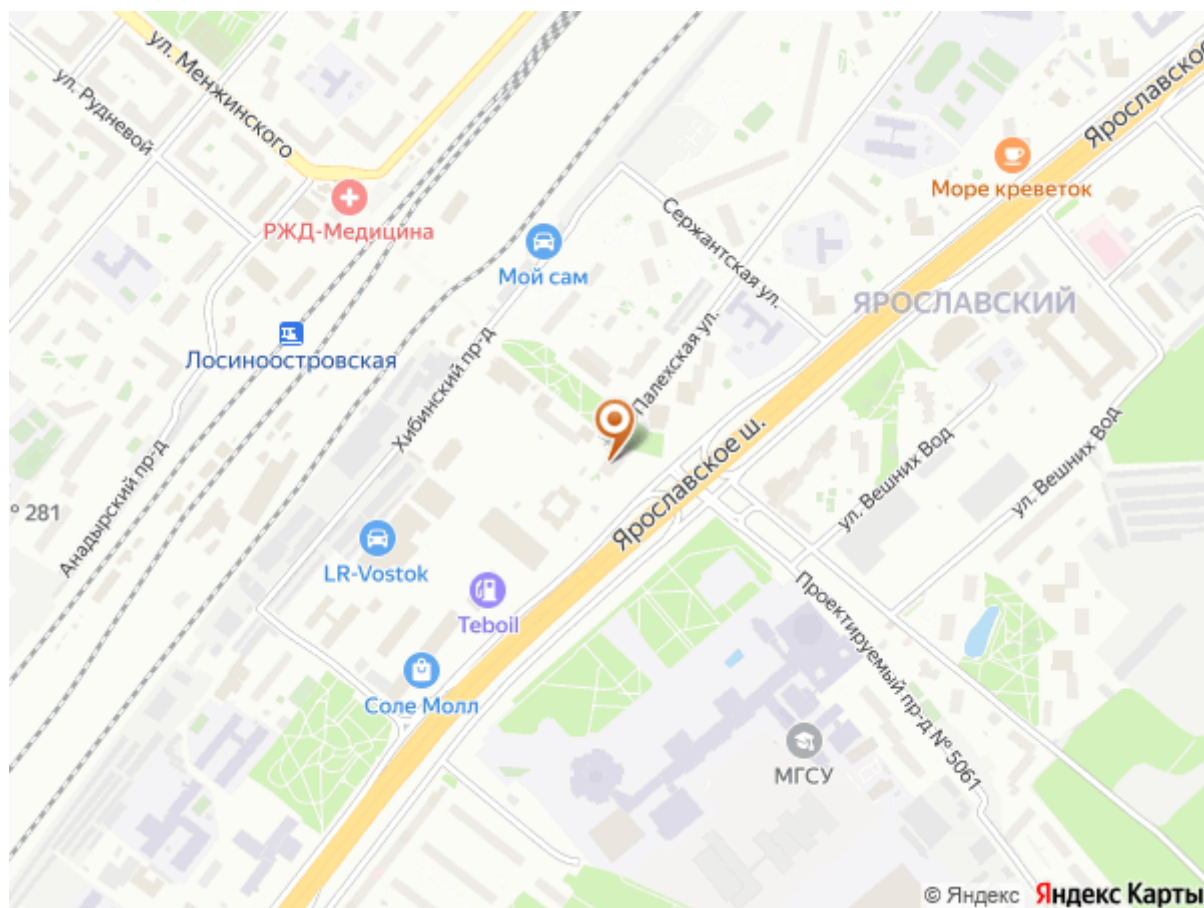 ул. Менжинского
ул. Рудневой
Ярославское
Море креветок
РЖД-Медицина
Сержантская ул.
Мой сам
ЯРОСЛАВСКИЙ
Лосиноостровская
Хибинский пр-д
Палехская ул.
Анадырский пр-д
° 281
Ярославское ш.
ул. Вешних Вод
ул. Вешних Вод
LR-Vostok
Teboil
Проектируемый пр-д № 5061
Соле Молл
МГСУ
© Яндекс Яндекс Карты